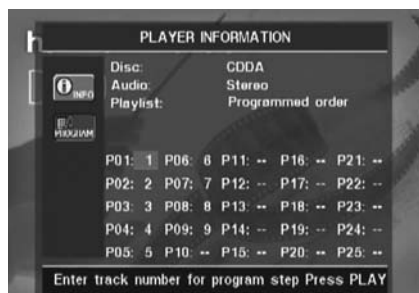 PLAYER INFORMATION
Disc: CDDA
Audio: Stereo
Playlist: Programmed order
INFO
PROGRAM
P01: 1 P06: 6 P11: -- P16: -- P21: --
P02: 2 P07: 7 P12: -- P17: -- P22: --
P03: 3 P08: 8 P13: -- P18: -- P23: --
P04: 4 P09: 9 P14: -- P19: -- P24: --
P05: 5 P10: -- P15: -- P20: -- P25: --
Enter track number for program step Press PLAY